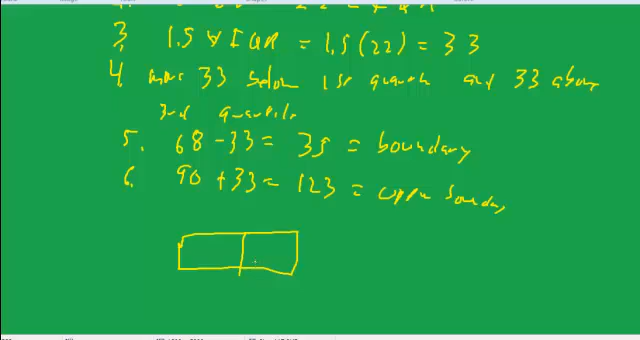 3. 1.5 x IQR = 1.5 (22) = 33
4. 33 below 1st quartile and 33 above
3rd quartile
5. 68 - 33 = 35 = boundary
6. 90 + 33 = 123 = upper boundary